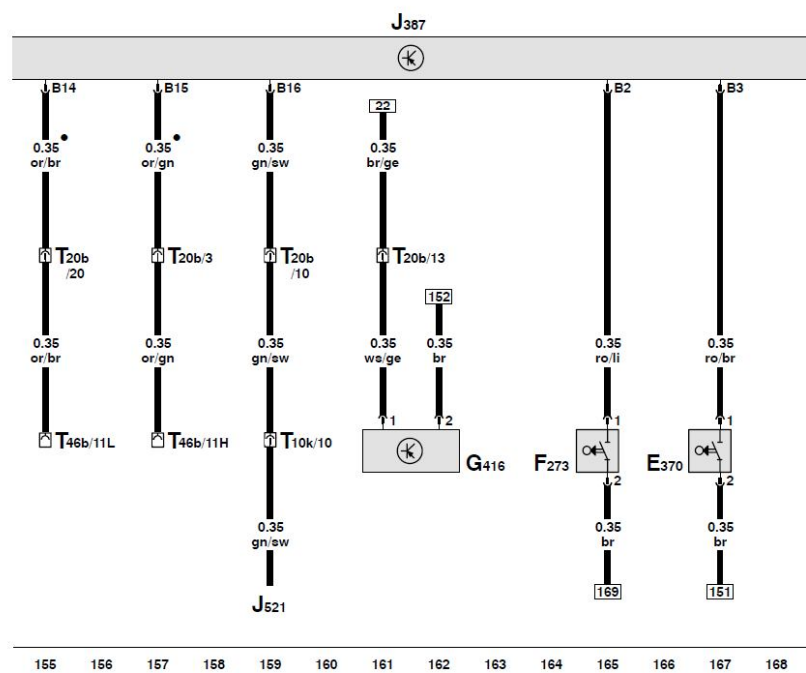 J387
B14 B15 B16 B2 B3
22
0.35 0.35 0.35 0.35
or/br or/gn gn/sw br/ge
T20b/20 T20b/3 T20b/10 T20b/13
152
0.35 0.35 0.35 0.35 0.35 0.35 0.35
or/br or/gn gn/sw ws/ge br ro/li ro/br
1 2 1 1
T46b/11L T46b/11H T10k/10
G416 F273 E370
2 2
0.35 0.35 0.35
gn/sw br br
169 151
J521
155 156 157 158 159 160 161 162 163 164 165 166 167 168